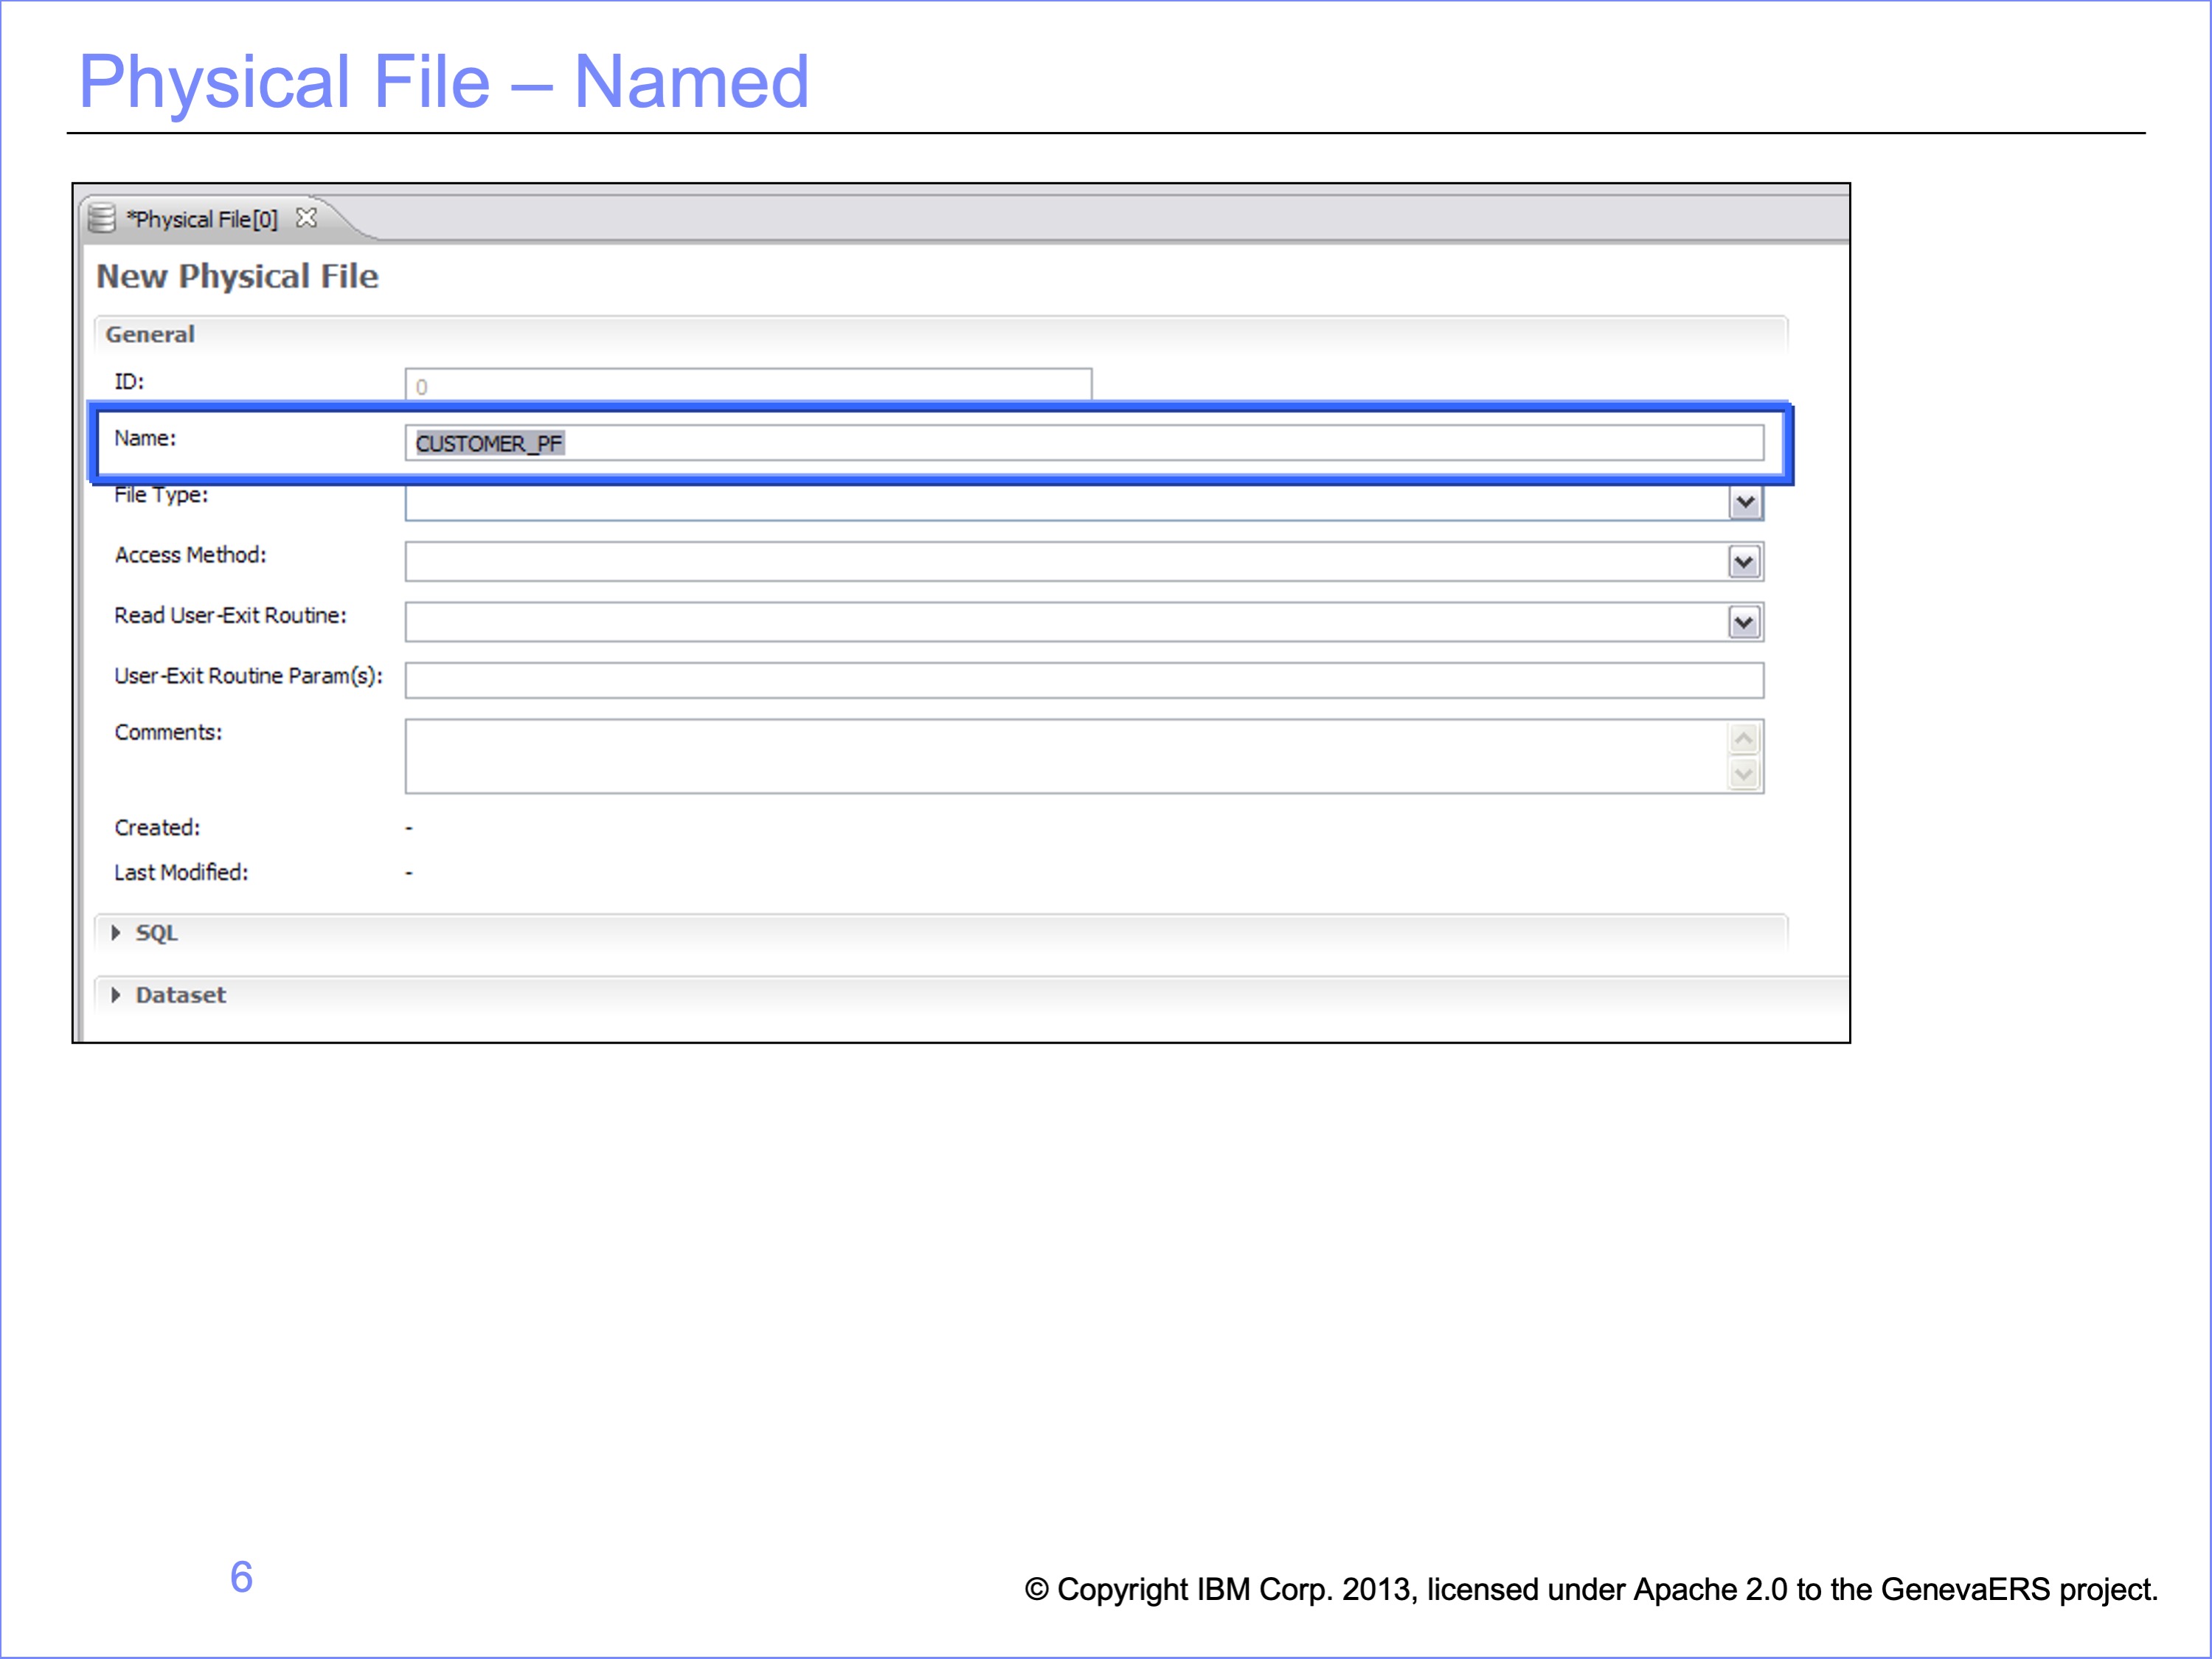 Physical File – Named
*Physical File[0]
New Physical File
General
ID: 0
Name: CUSTOMER_PF
File Type:
Access Method:
Read User-Exit Routine:
User-Exit Routine Param(s):
Comments:
Created: -
Last Modified: -
SQL
Dataset
6
© Copyright IBM Corp. 2013, licensed under Apache 2.0 to the GenevaERS project.